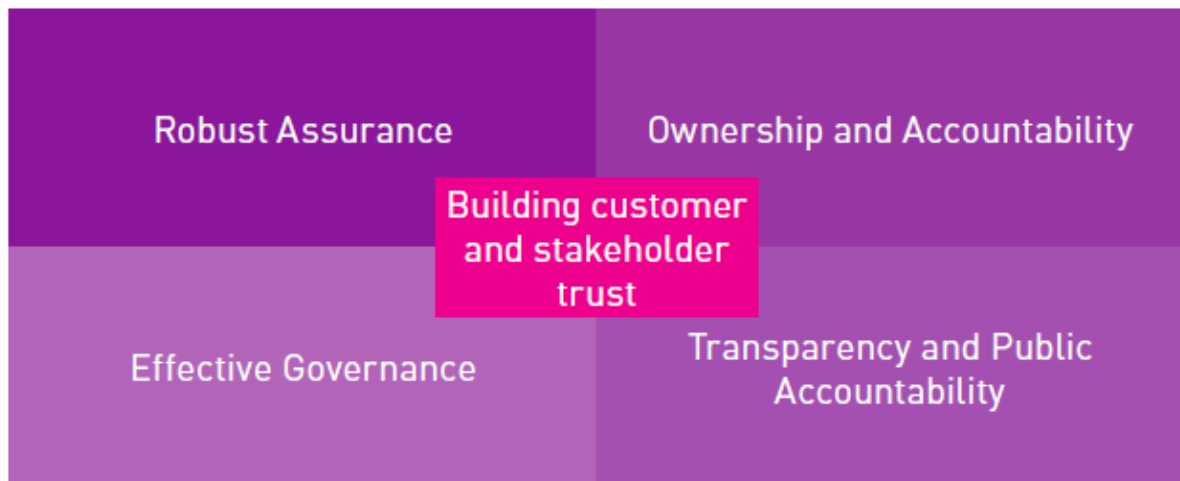 Robust Assurance
Ownership and Accountability
Building customer
and stakeholder
trust
Effective Governance
Transparency and Public
Accountability